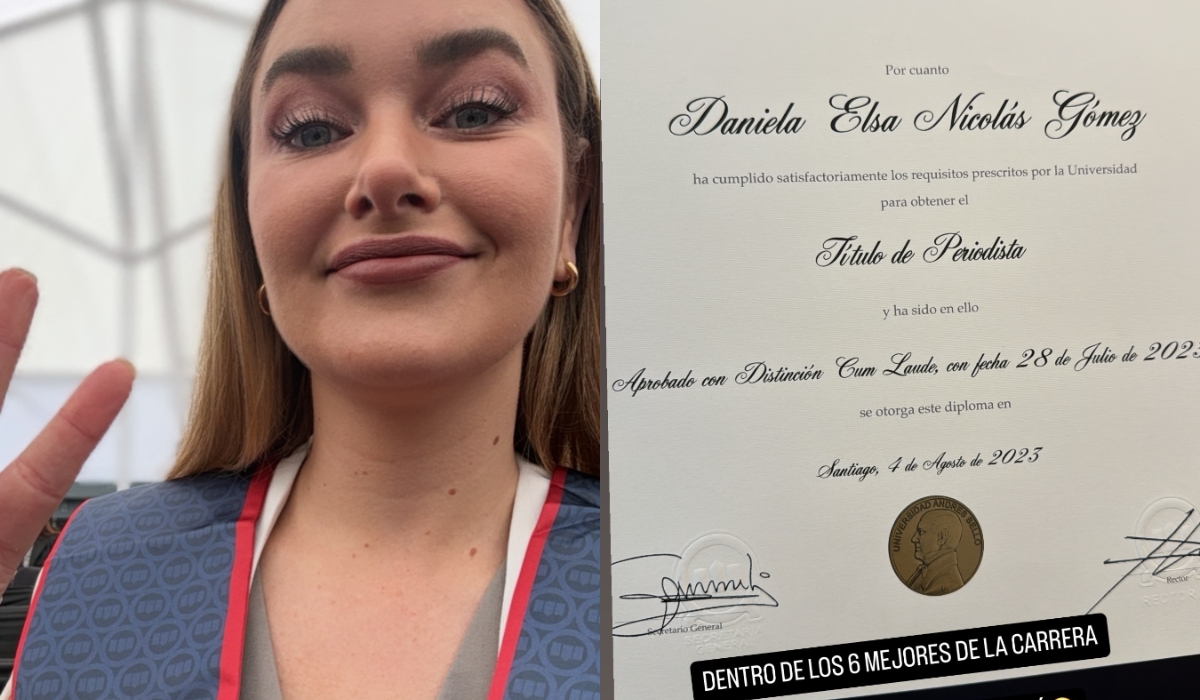 Por cuanto
Daniela Elsa Nicolás Gómez
ha cumplido satisfactoriamente los requisitos prescritos por la Universidad
para obtener el
Título de Periodista
y ha sido en ello
Aprobado con Distinción Cum Laude, con fecha 28 de Julio de 2023
se otorga este diploma en
Santiago, 4 de Agosto de 2023
UNIVERSIDAD ANDRES BELLO
Rector
Secretario General
DENTRO DE LOS 6 MEJORES DE LA CARRERA